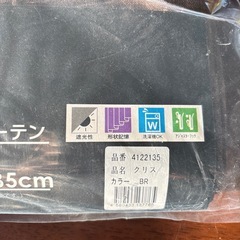 ーテン
遮光性
形状記憶
洗濯機OK
W
35cm
品番 4122135
品名 クリス
カラー BR